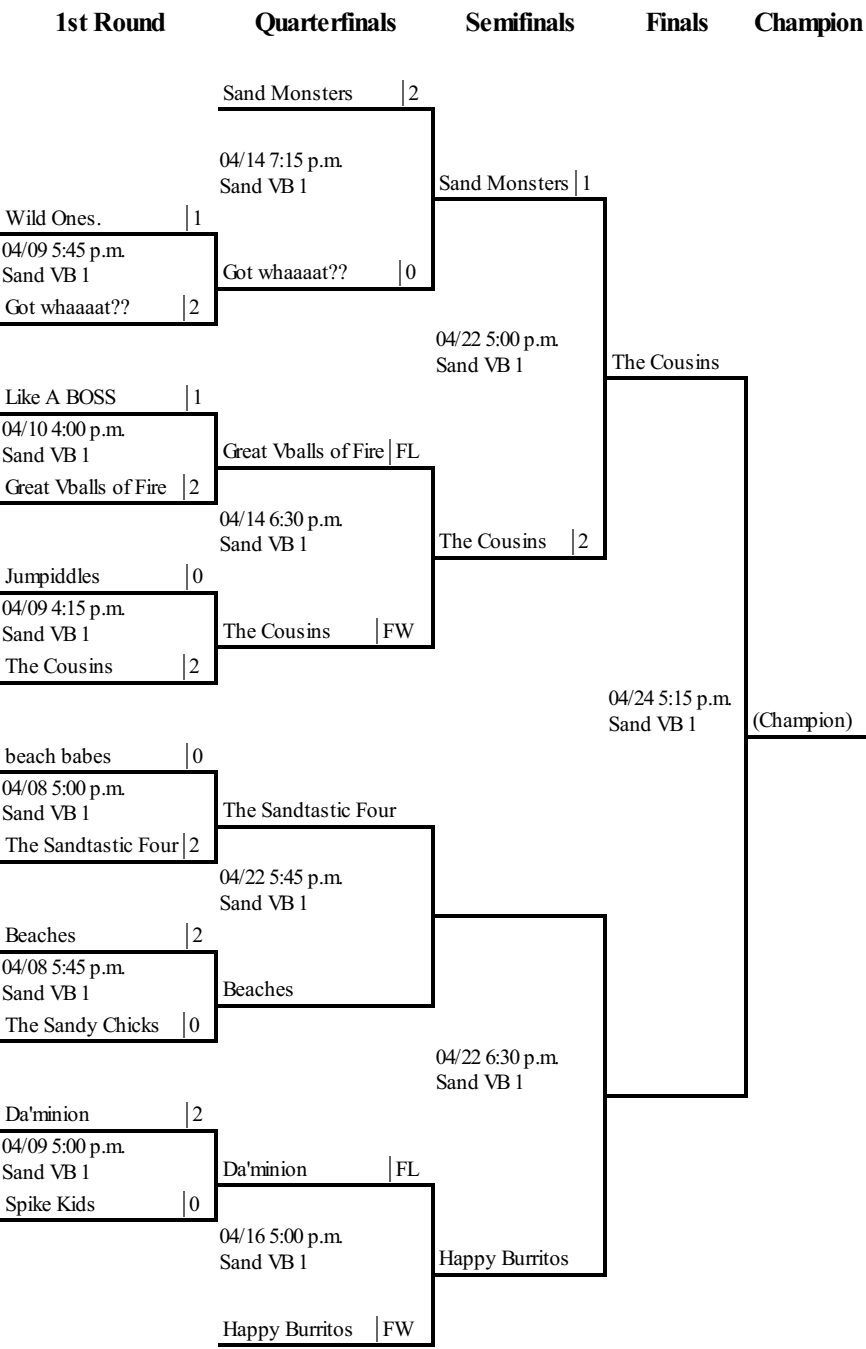 1st Round Quarterfinals Semifinals Finals Champion
Sand Monsters 2
04/14 7:15 p.m.
Sand VB 1
Sand Monsters 1
Wild Ones. 1
04/09 5:45 p.m.
Sand VB 1
Got whaaaat?? 0
Got whaaaat?? 2
04/22 5:00 p.m.
Sand VB 1
The Cousins
Like A BOSS 1
04/10 4:00 p.m.
Sand VB 1
Great Vballs of Fire FL
Great Vballs of Fire 2
04/14 6:30 p.m.
Sand VB 1
The Cousins 2
Jumpiddles 0
04/09 4:15 p.m.
Sand VB 1
The Cousins FW
The Cousins 2
04/24 5:15 p.m.
Sand VB 1
(Champion)
beach babes 0
04/08 5:00 p.m.
Sand VB 1
The Sandtastic Four
The Sandtastic Four 2
04/22 5:45 p.m.
Sand VB 1
Beaches 2
04/08 5:45 p.m.
Sand VB 1
Beaches
The Sandy Chicks 0
04/22 6:30 p.m.
Sand VB 1
Da'minion 2
04/09 5:00 p.m.
Sand VB 1
Da'minion FL
Spike Kids 0
04/16 5:00 p.m.
Sand VB 1
Happy Burritos
Happy Burritos FW